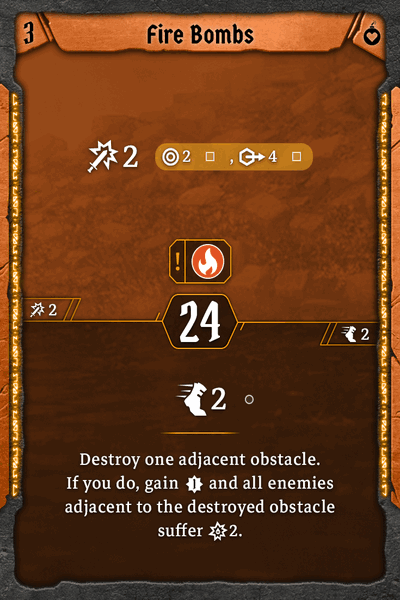 3 Fire Bombs
2 2 , 4
!
24
2
2
2
Destroy one adjacent obstacle.
If you do, gain and all enemies
adjacent to the destroyed obstacle
suffer 2.